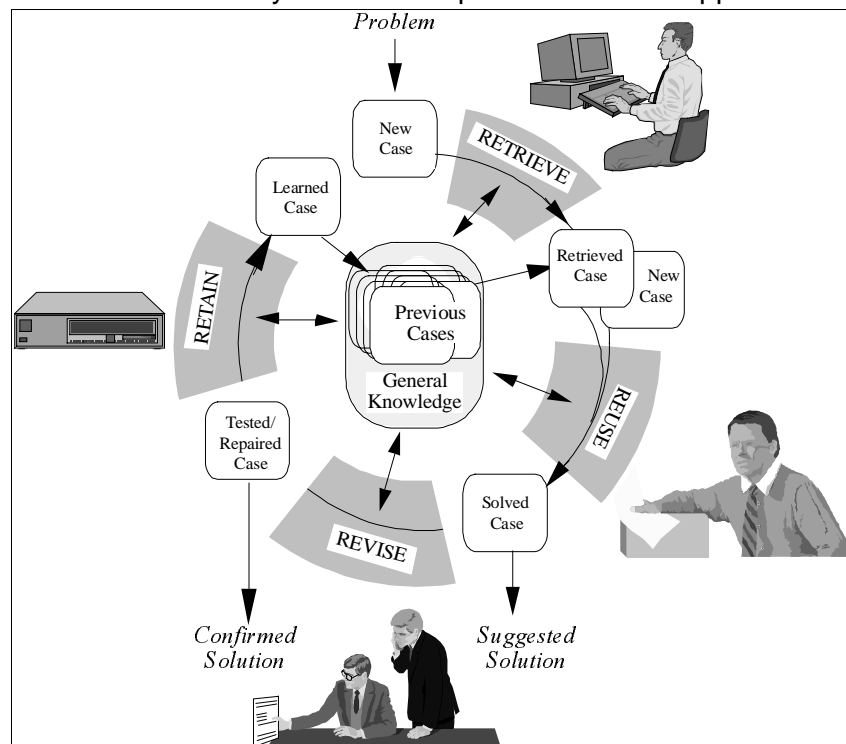 Problem
New
Case
RETRIEVE
Learned
Case
Retrieved
Case
New
Case
RETAIN
Previous
Cases
General
Knowledge
REUSE
Tested/
Repaired
Case
Solved
Case
REVISE
Confirmed
Solution
Suggested
Solution